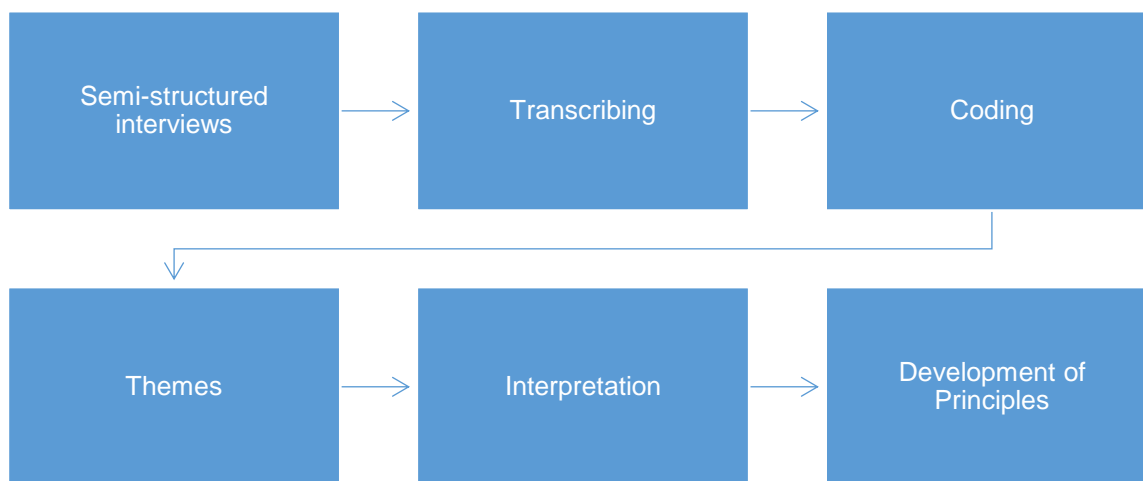 Semi-structured
interviews
Transcribing
Coding
Themes
Interpretation
Development of
Principles